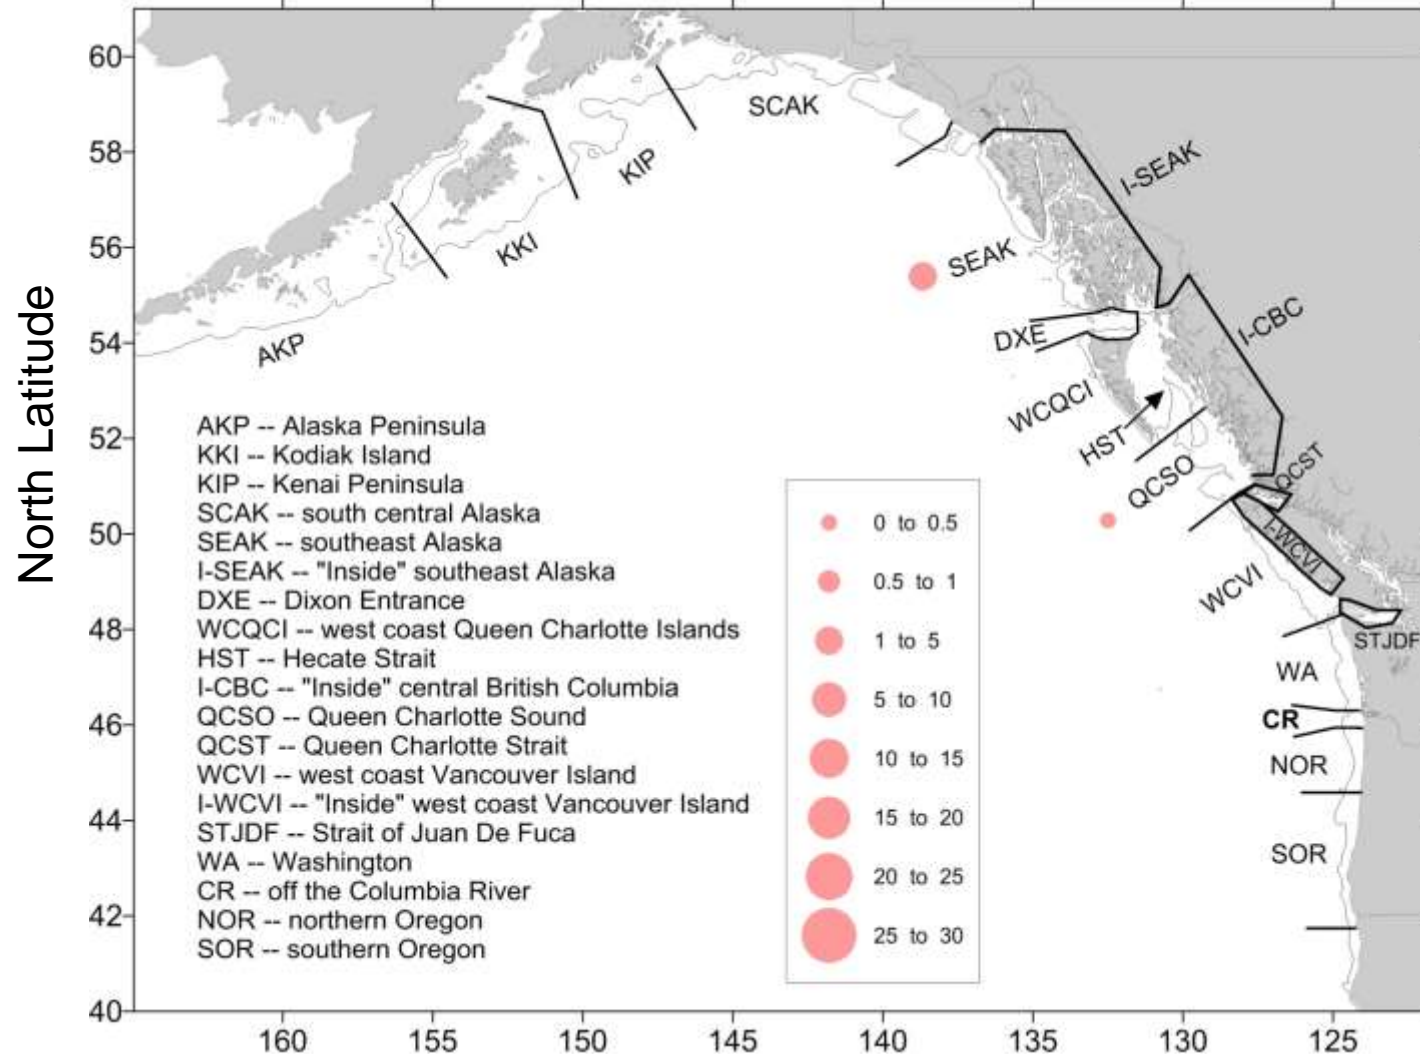 North Latitude
60
58
56
54
52
50
48
46
44
42
40
160
155
150
145
140
135
130
125
SCAK
KIP
KKI
AKP
I-SEAK
SEAK
DXE
I-CBC
WCQCI
HST
QCSO
QCST
I-WCVI
WCVI
STJDF
WA
CR
NOR
SOR
AKP -- Alaska Peninsula
KKI -- Kodiak Island
KIP -- Kenai Peninsula
SCAK -- south central Alaska
SEAK -- southeast Alaska
I-SEAK -- "Inside" southeast Alaska
DXE -- Dixon Entrance
WCQCI -- west coast Queen Charlotte Islands
HST -- Hecate Strait
I-CBC -- "Inside" central British Columbia
QCSO -- Queen Charlotte Sound
QCST -- Queen Charlotte Strait
WCVI -- west coast Vancouver Island
I-WCVI -- "Inside" west coast Vancouver Island
STJDF -- Strait of Juan De Fuca
WA -- Washington
CR -- off the Columbia River
NOR -- northern Oregon
SOR -- southern Oregon
0 to 0.5
0.5 to 1
1 to 5
5 to 10
10 to 15
15 to 20
20 to 25
25 to 30